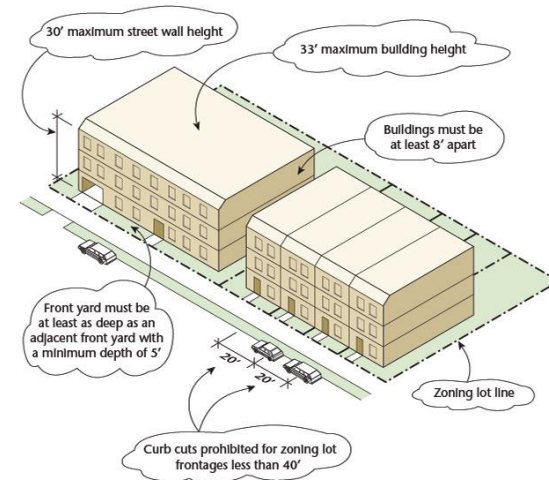 30' maximum street wall height
33' maximum building height
Buildings must be
at least 8' apart
Front yard must be
at least as deep as an
adjacent front yard with
a minimum depth of 5'
20'
20'
Zoning lot line
Curb cuts prohibited for zoning lot
frontages less than 40'